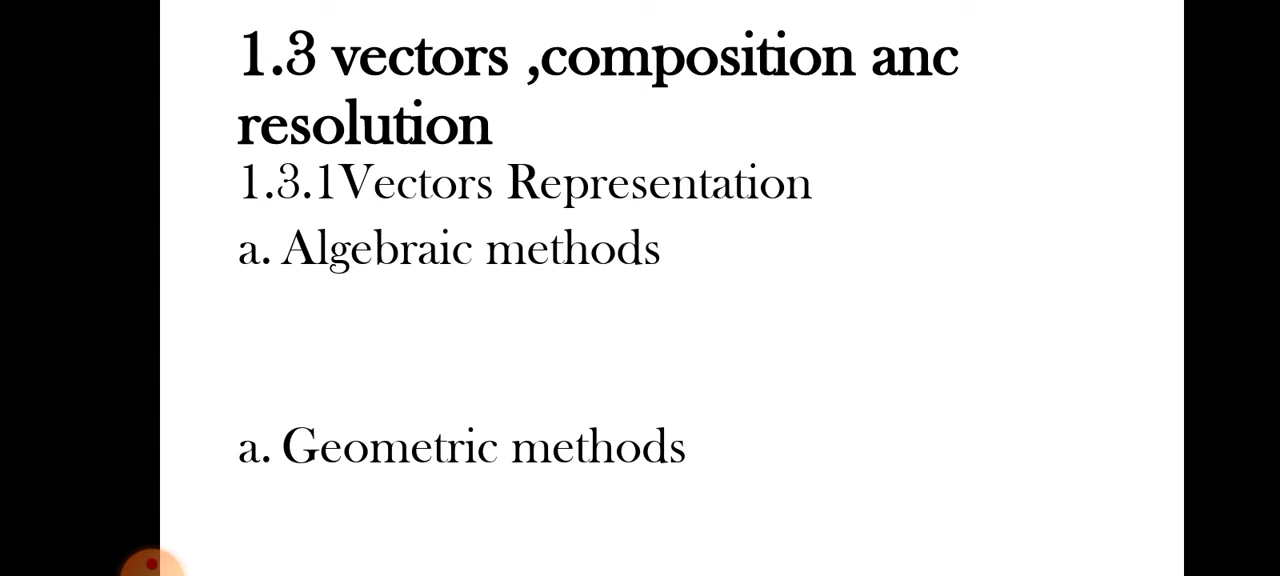 1.3 vectors ,composition anc
resolution
1.3.1Vectors Representation
a. Algebraic methods
a. Geometric methods